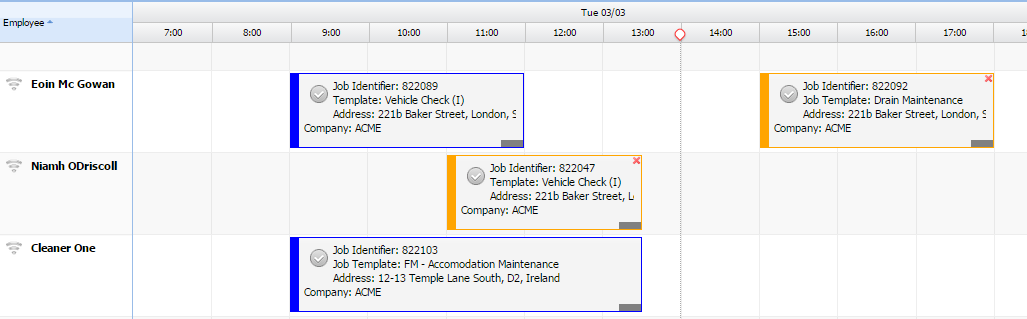 Tue 03/03
Employee
7:00 8:00 9:00 10:00 11:00 12:00 13:00 14:00 15:00 16:00 17:00
Eoin Mc Gowan
Job Identifier: 822089
Template: Vehicle Check (I)
Address: 221b Baker Street, London, S
Company: ACME
Job Identifier: 822092
Job Template: Drain Maintenance
Address: 221b Baker Street, London,
Company: ACME
Niamh ODriscoll
Job Identifier: 822047
Template: Vehicle Check (I)
Address: 221b Baker Street,
Company: ACME
Cleaner One
Job Identifier: 822103
Job Template: FM - Accomodation Maintenance
Address: 12-13 Temple Lane South, D2, Ireland
Company: ACME